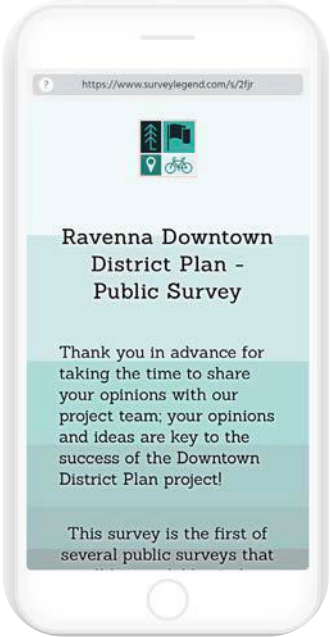 ?
https://www.surveylegend.com/s/2fjr
Ravenna Downtown
District Plan -
Public Survey
Thank you in advance for
taking the time to share
your opinions with our
project team; your opinions
and ideas are key to the
success of the Downtown
District Plan project!
This survey is the first of
several public surveys that